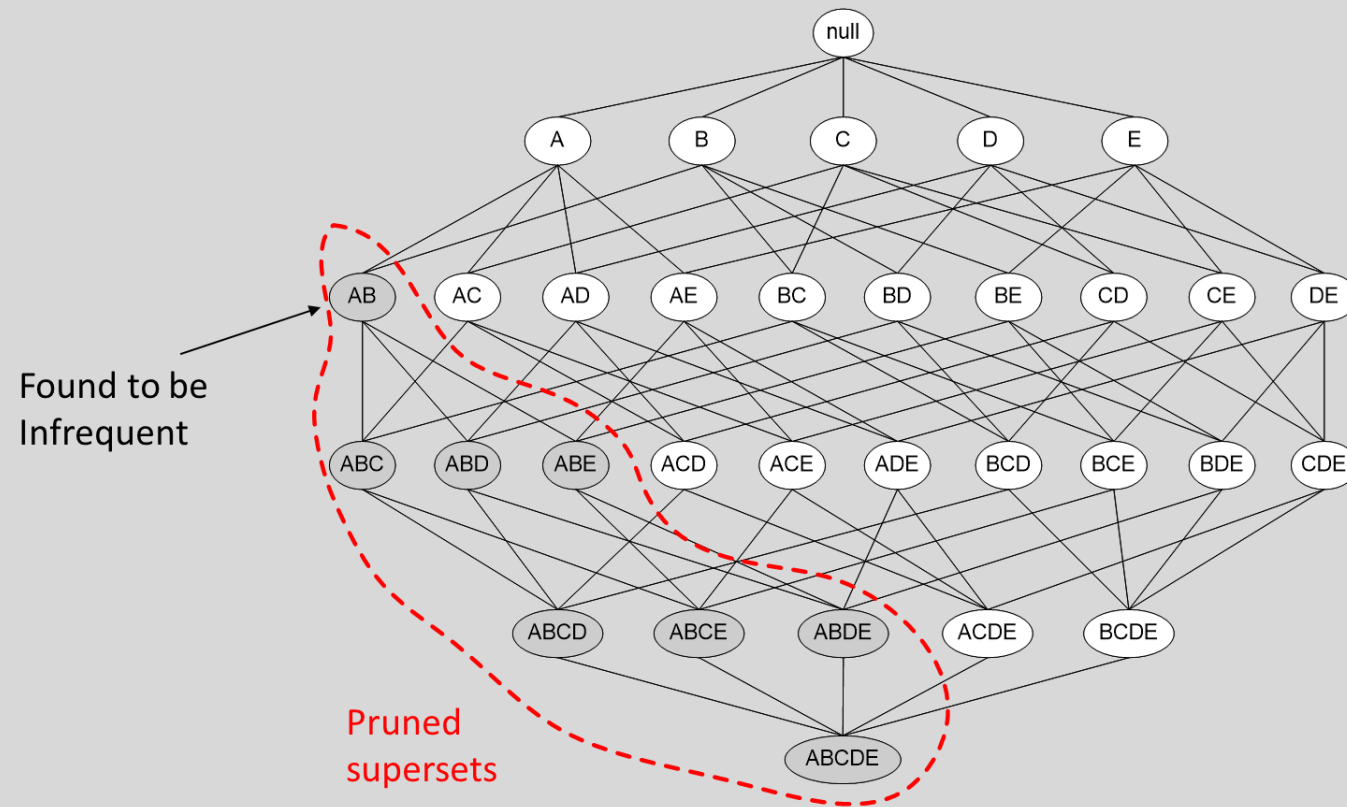 null
A
B
C
D
E
AB
AC
AD
AE
BC
BD
BE
CD
CE
DE
Found to be
Infrequent
ABC
ABD
ABE
ACD
ACE
ADE
BCD
BCE
BDE
CDE
ABCD
ABCE
ABDE
ACDE
BCDE
Pruned
supersets
ABCDE